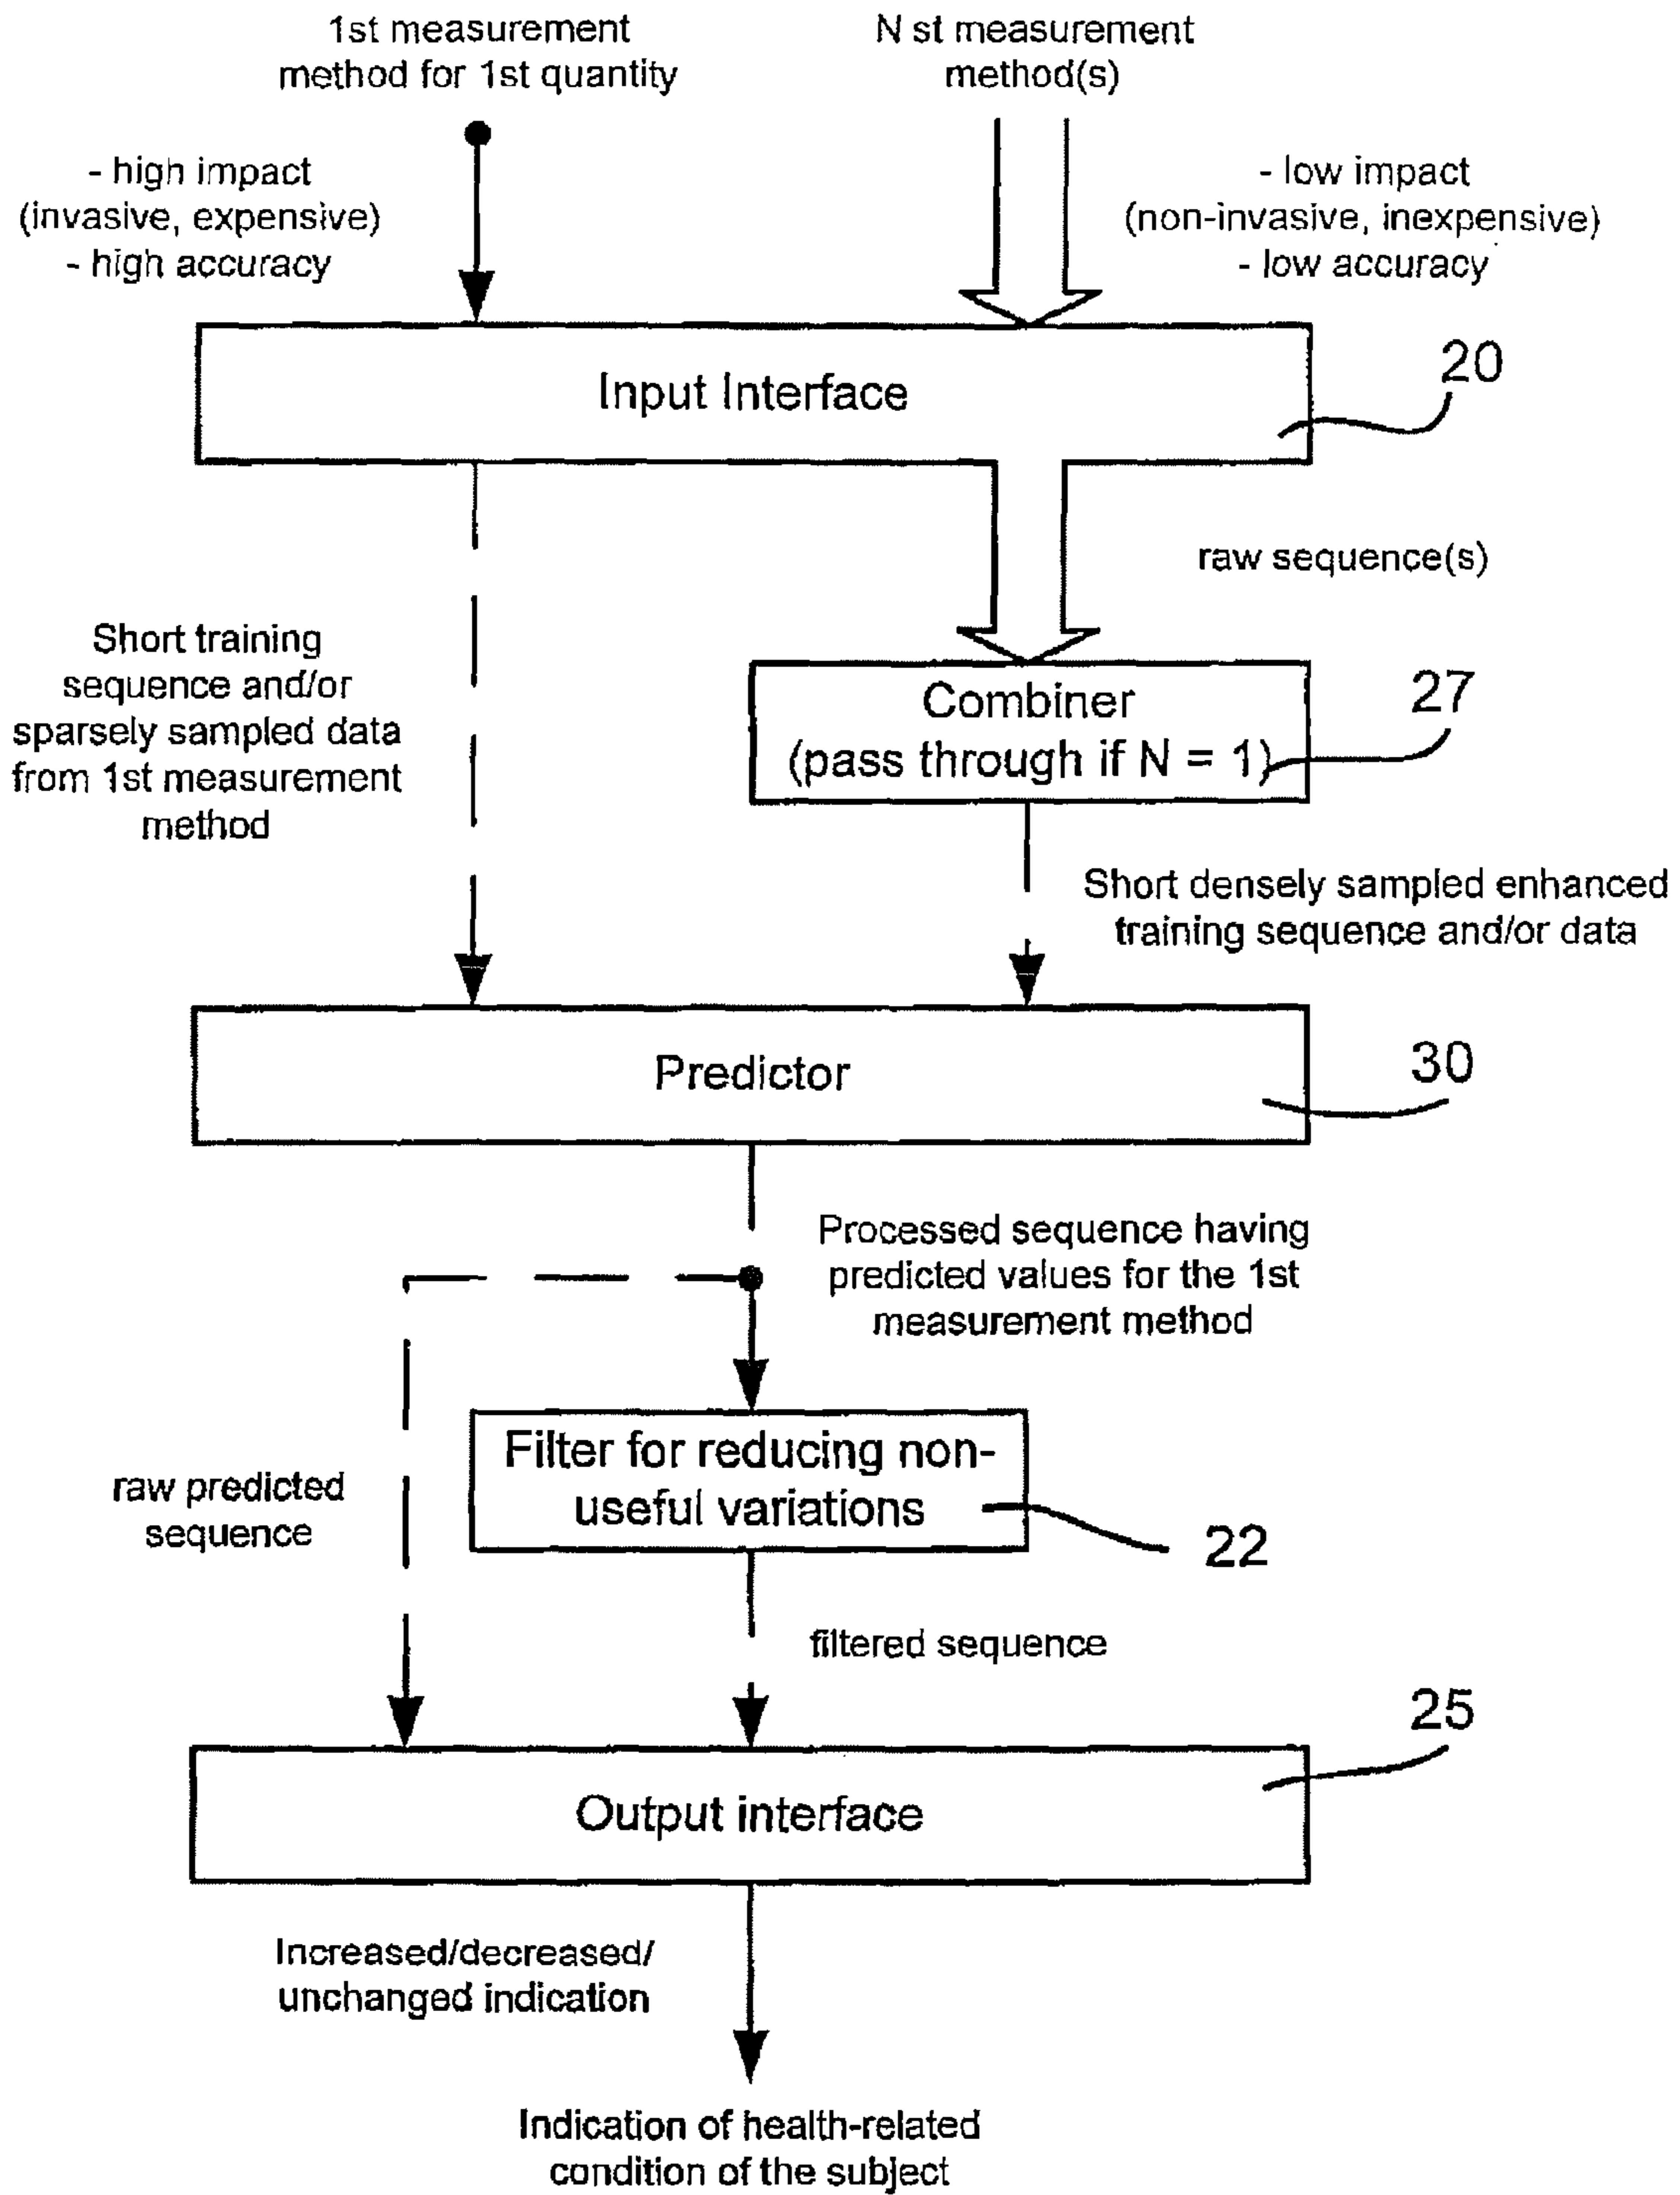 1st measurement
method for 1st quantity
N st measurement
method(s)
- high impact
(invasive, expensive)
- high accuracy
- low impact
(non-invasive, inexpensive)
- low accuracy
Input Interface
20
raw sequence(s)
Short training
sequence and/or
sparsely sampled data
from 1st measurement
method
Combiner
(pass through if N = 1)
27
Short densely sampled enhanced
training sequence and/or data
Predictor
30
Processed sequence having
predicted values for the 1st
measurement method
raw predicted
sequence
Filter for reducing non-
useful variations
22
filtered sequence
25
Output interface
Increased/decreased/
unchanged indication
Indication of health-related
condition of the subject